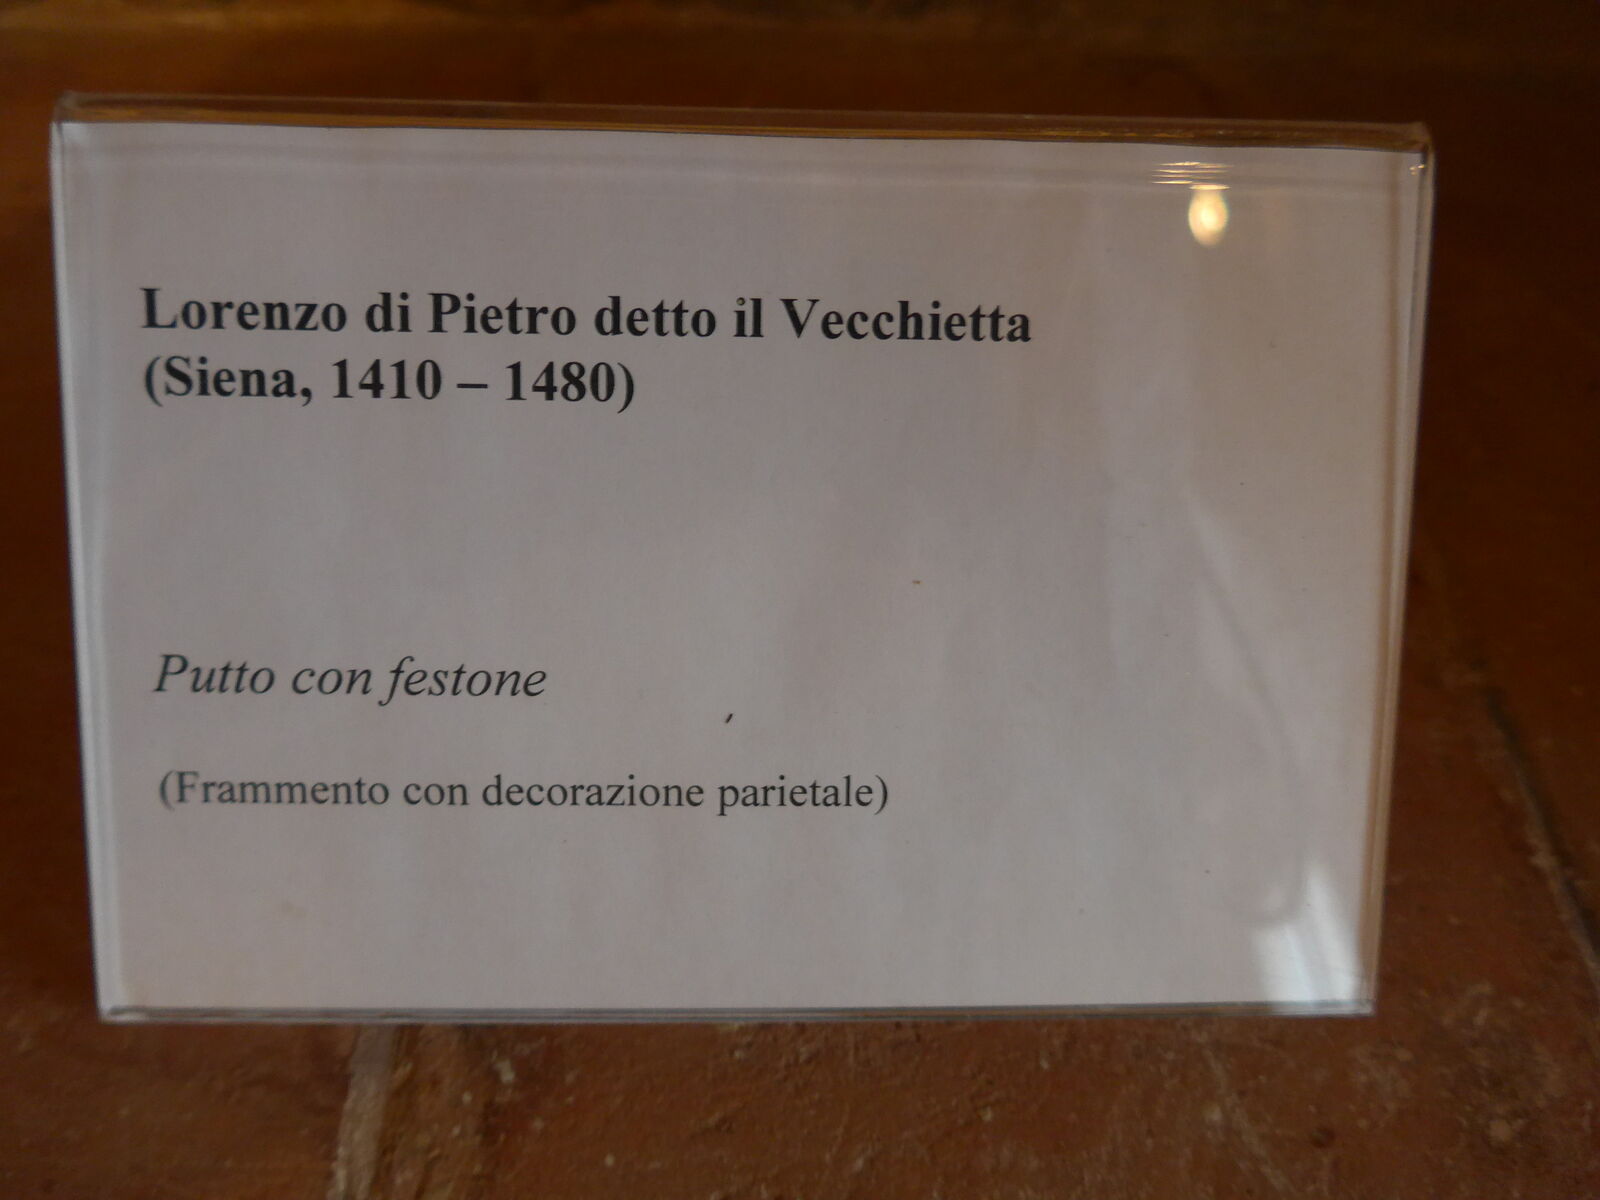 Lorenzo di Pietro detto il Vecchietta
(Siena, 1410 – 1480)
Putto con festone
(Frammento con decorazione parietale)